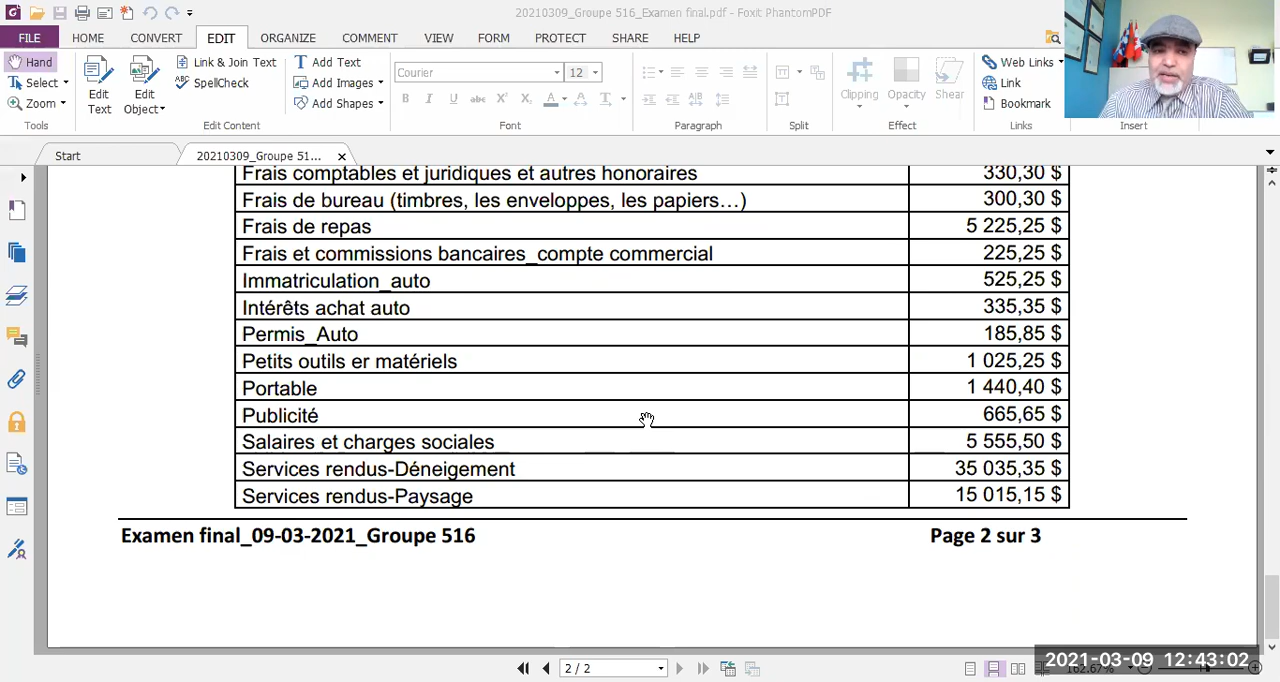 20210309_Groupe 516_Examen final.pdf - Foxit PhantomPDF
FILE HOME CONVERT EDIT ORGANIZE COMMENT VIEW FORM PROTECT SHARE HELP
Hand
Select
Zoom
Tools
Edit Text
Edit Object
Link & Join Text
SpellCheck
Add Text
Add Images
Add Shapes
Edit Content
Courier 12
B I U abc X² X₂ A A T
Font
Paragraph
Split
Clipping Opacity Shear
Effect
Web Links
Link
Bookmark
Links
Insert
Start 20210309_Groupe 51...
Frais comptables et juridiques et autres honoraires 330,30 $
Frais de bureau (timbres, les enveloppes, les papiers…) 300,30 $
Frais de repas 5 225,25 $
Frais et commissions bancaires_compte commercial 225,25 $
Immatriculation_auto 525,25 $
Intérêts achat auto 335,35 $
Permis_Auto 185,85 $
Petits outils er matériels 1 025,25 $
Portable 1 440,40 $
Publicité 665,65 $
Salaires et charges sociales 5 555,50 $
Services rendus-Déneigement 35 035,35 $
Services rendus-Paysage 15 015,15 $
Examen final_09-03-2021_Groupe 516 Page 2 sur 3
2 / 2
162.67%
2021-03-09 12:43:02